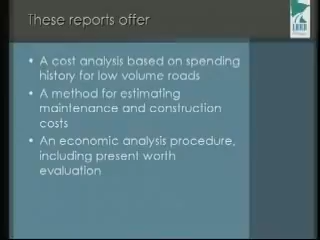 These reports offer
• A cost analysis based on spending
history for low volume roads
• A method for estimating
maintenance and construction
costs
• An economic analysis procedure,
including present worth
evaluation